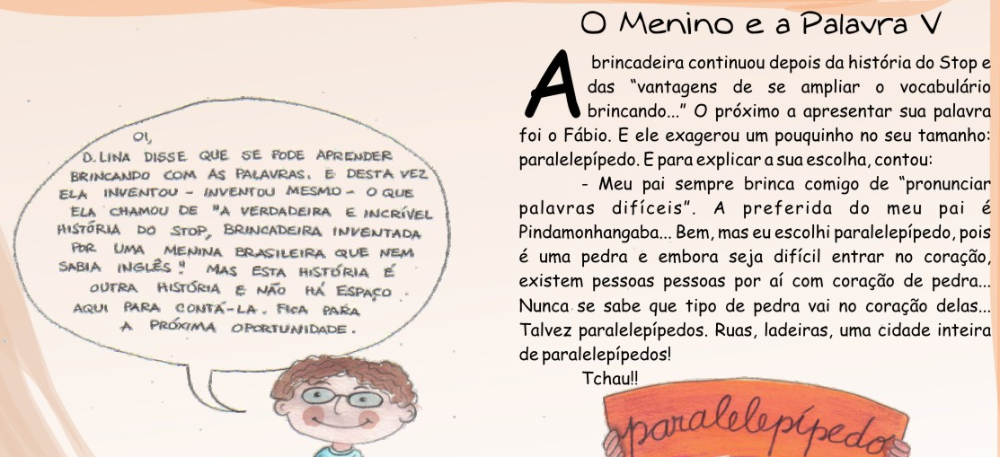 OI,
D. LINA DISSE QUE SE PODE APRENDER
BRINCANDO COM AS PALAVRAS. E DESTA VEZ
ELA INVENTOU - INVENTOU MESMO - O QUE
ELA CHAMOU DE "A VERDADEIRA E INCRÍVEL
HISTÓRIA DO STOP, BRINCADEIRA INVENTADA
POR UMA MENINA BRASILEIRA QUE NEM
SABIA INGLÊS". MAS ESTA HISTÓRIA É
OUTRA HISTÓRIA E NÃO HÁ ESPAÇO
AQUI PARA CONTÁ-LA. FICA PARA
A PRÓXIMA OPORTUNIDADE.
O Menino e a Palavra V
A brincadeira continuou depois da história do Stop e
das "vantagens de se ampliar o vocabulário
brincando..." O próximo a apresentar sua palavra
foi o Fábio. E ele exagerou um pouquinho no seu tamanho:
paralelepípedo. E para explicar a sua escolha, contou:
- Meu pai sempre brinca comigo de "pronunciar
palavras difíceis". A preferida do meu pai é
Pindamonhangaba... Bem, mas eu escolhi paralelepípedo, pois
é uma pedra e embora seja difícil entrar no coração,
existem pessoas pessoas por aí com coração de pedra...
Nunca se sabe que tipo de pedra vai no coração delas...
Talvez paralelepípedos. Ruas, ladeiras, uma cidade inteira
de paralelepípedos!
Tchau!!
paralelepípedo